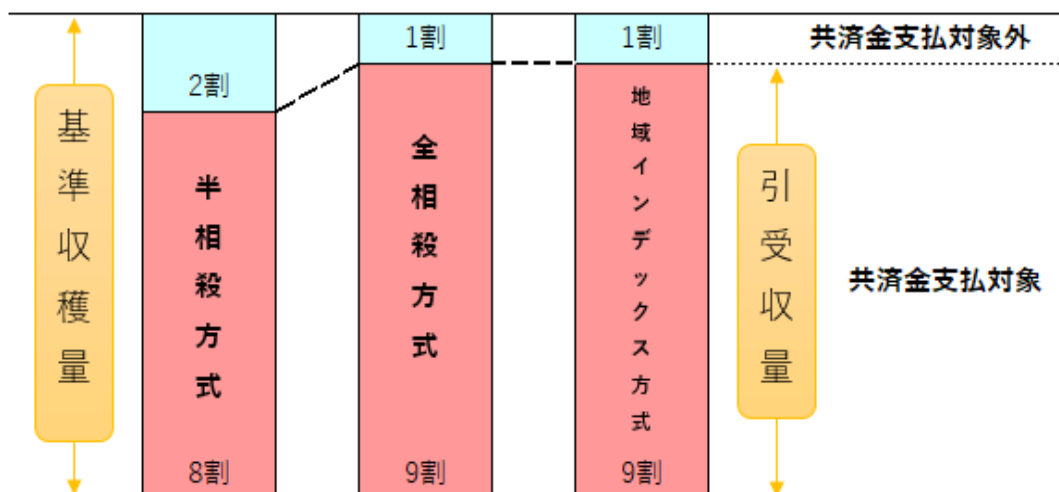 基準収穫量
2割
半相殺方式
8割
1割
全相殺方式
9割
1割
地域インデックス方式
9割
引受収量
共済金支払対象外
共済金支払対象